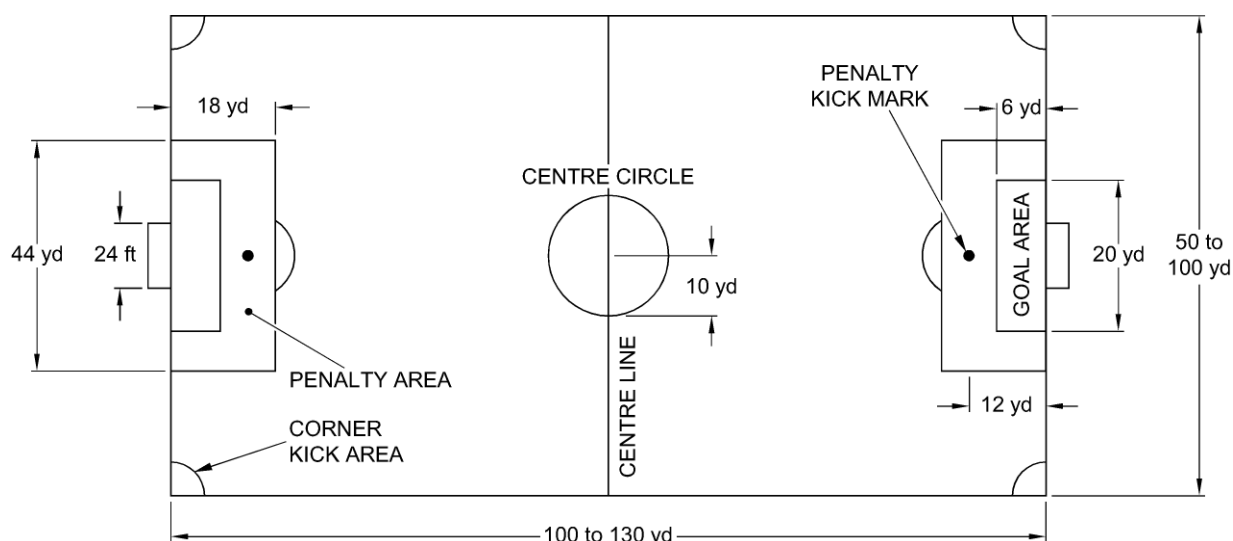 18 yd
PENALTY
KICK MARK
6 yd
CENTRE CIRCLE
44 yd
24 ft
10 yd
GOAL AREA
20 yd
50 to
100 yd
PENALTY AREA
CENTRE LINE
12 yd
CORNER
KICK AREA
100 to 130 yd